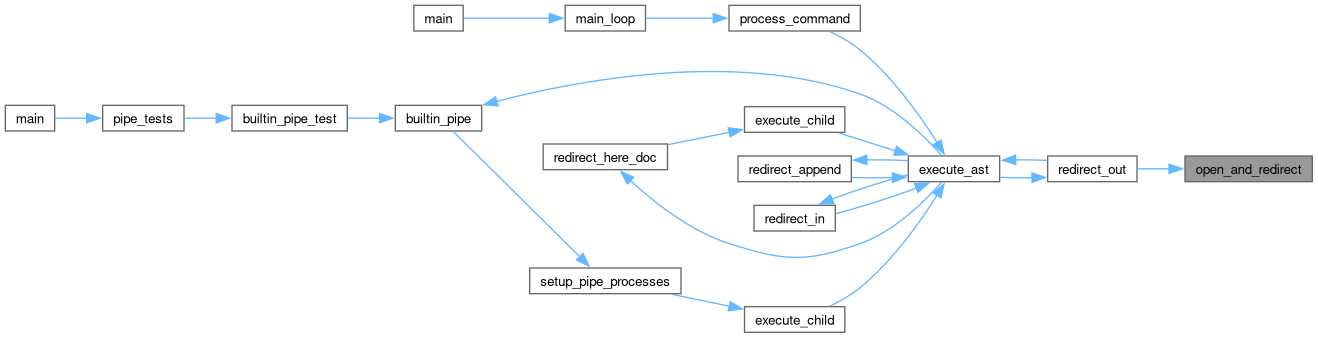 main
main_loop
process_command
main
pipe_tests
builtin_pipe_test
builtin_pipe
execute_child
redirect_here_doc
redirect_append
execute_ast
redirect_out
open_and_redirect
redirect_in
setup_pipe_processes
execute_child